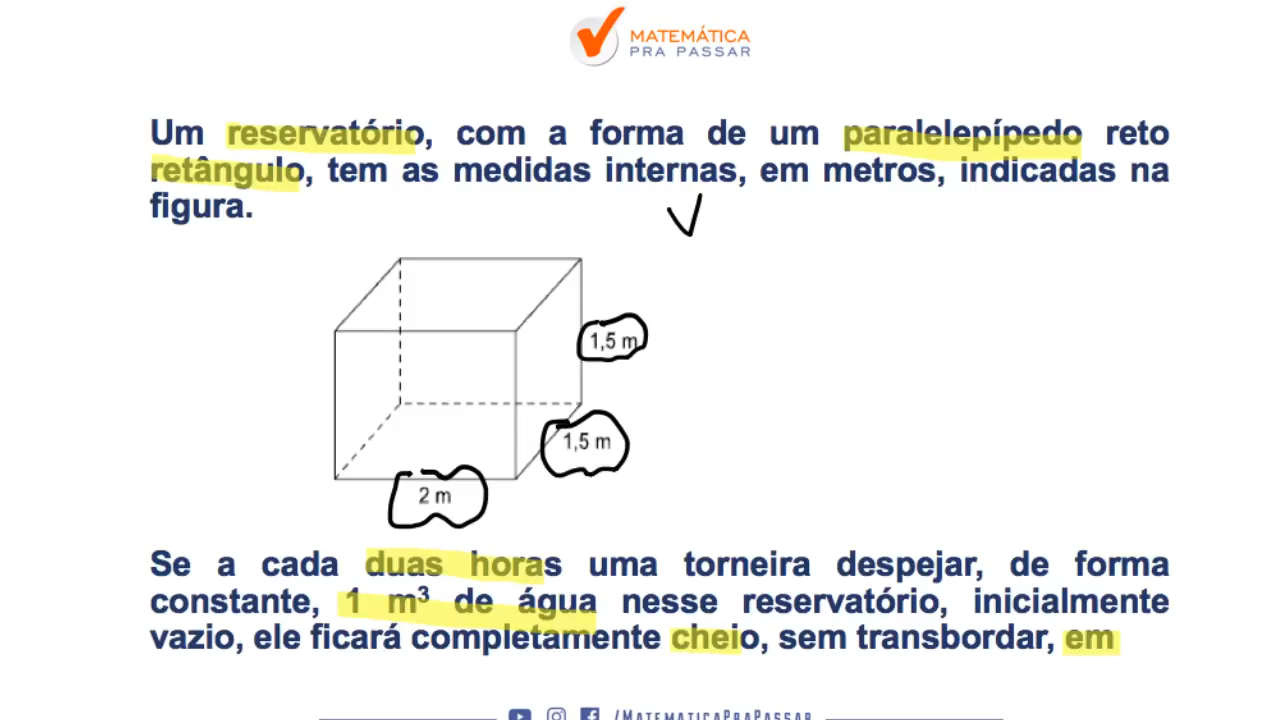 MATEMÁTICA
PRA PASSAR
Um reservatório, com a forma de um paralelepípedo reto
retângulo, tem as medidas internas, em metros, indicadas na
figura.
V
1,5 m
1,5 m
2 m
Se a cada duas horas uma torneira despejar, de forma
constante, 1 m³ de água nesse reservatório, inicialmente
vazio, ele ficará completamente cheio, sem transbordar, em
/MATEMATICAPRAPASSAR